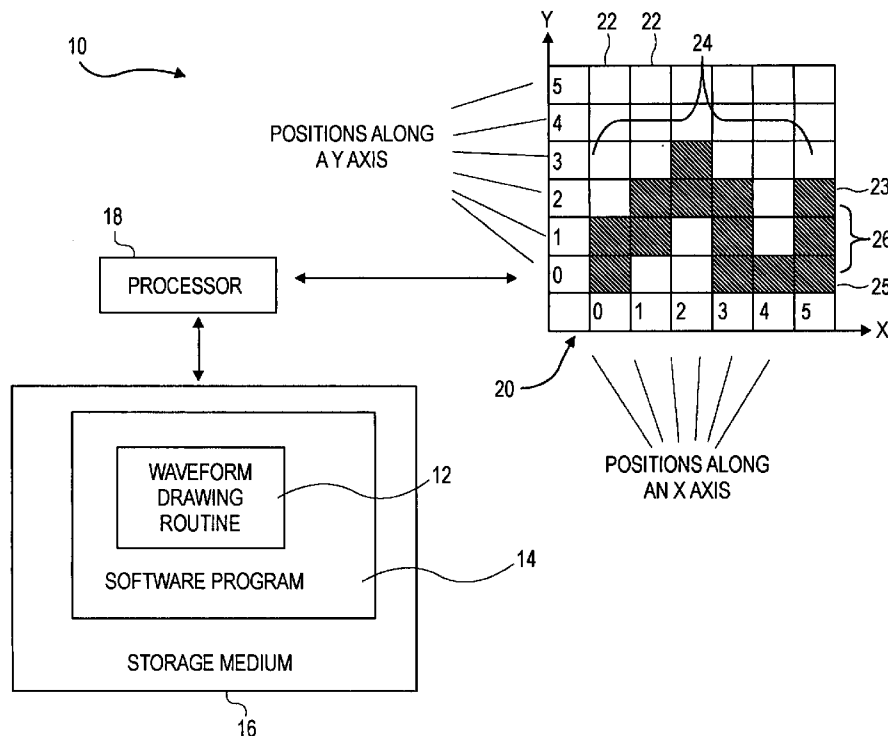 Y
22
22
10
24
5
4
3
2
1
0
POSITIONS ALONG
A Y AXIS
23
26
25
18
PROCESSOR
0 1 2 3 4 5
X
20
POSITIONS ALONG
AN X AXIS
WAVEFORM
DRAWING
ROUTINE
12
SOFTWARE PROGRAM
14
STORAGE MEDIUM
16